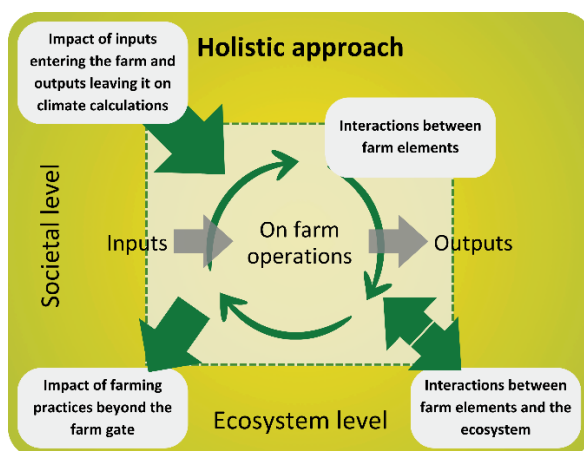 Impact of inputs
entering the farm and
outputs leaving it on
climate calculations
Holistic approach
Interactions between
farm elements
Societal level
Inputs
On farm
operations
Outputs
Impact of farming
practices beyond the
farm gate
Ecosystem level
Interactions between
farm elements and the
ecosystem